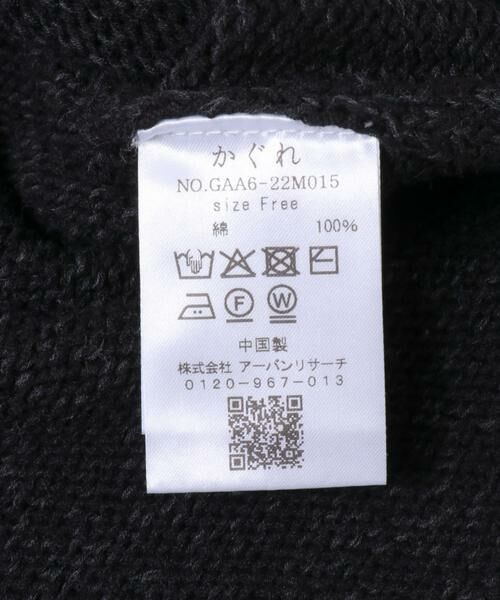 かぐれ
NO.GAA6-22M015
size Free
綿 100%
F W
中国製
株式会社 アーバンリサーチ
0120-967-013